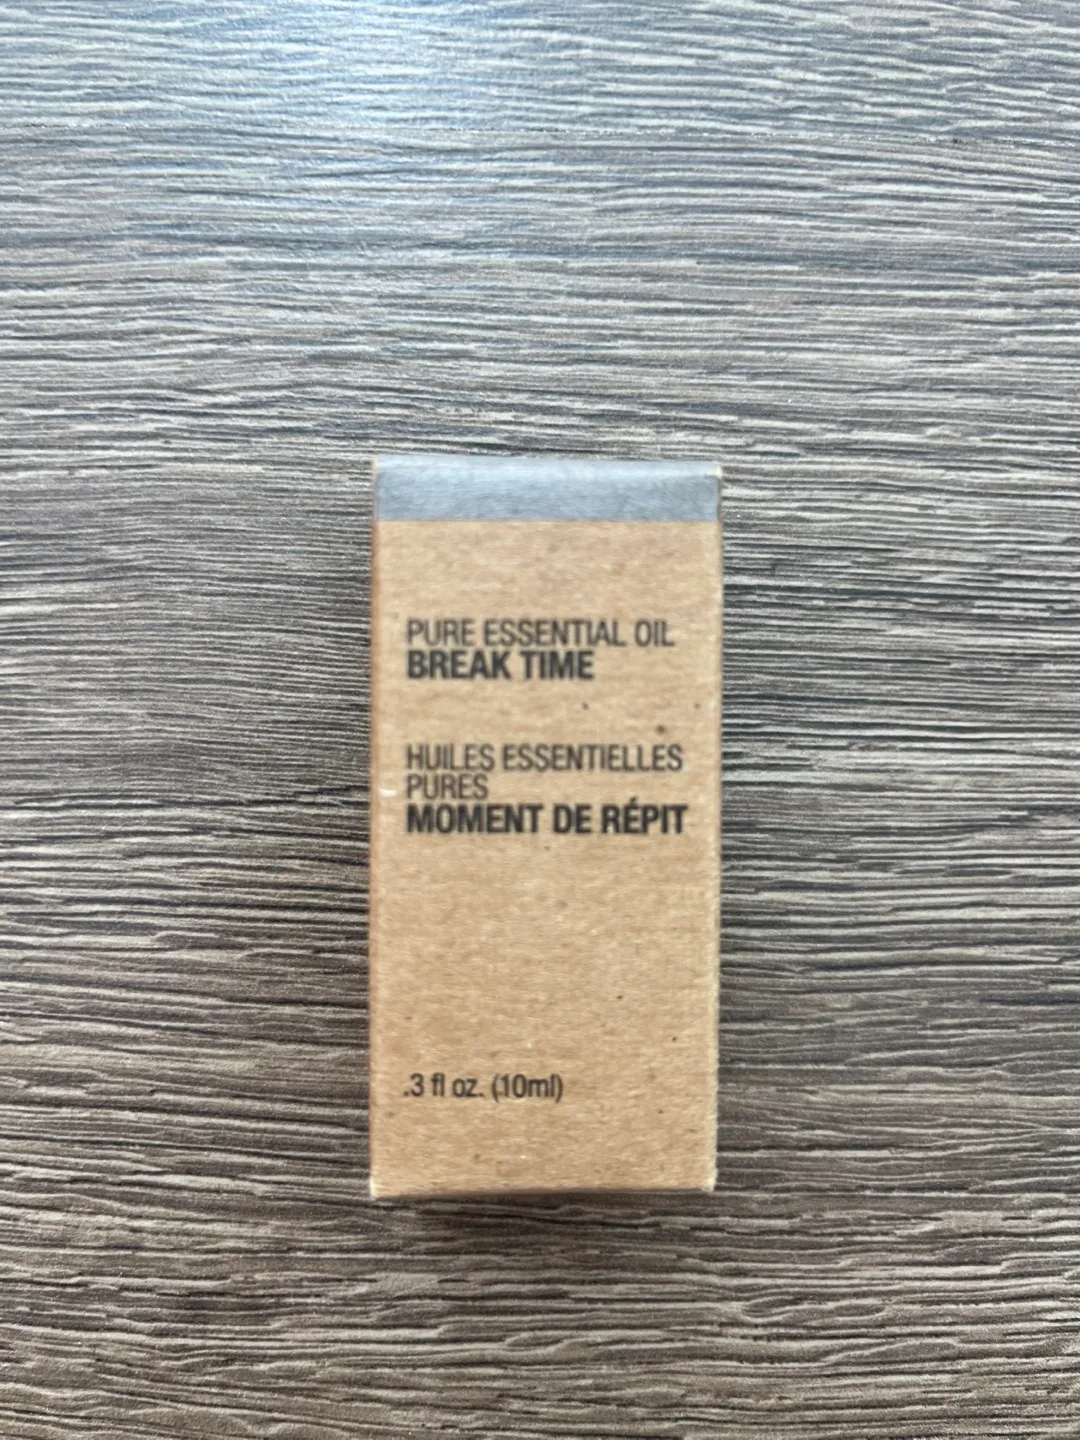 PURE ESSENTIAL OIL
BREAK TIME
HUILES ESSENTIELLES
PURES
MOMENT DE RÉPIT
.3 fl oz. (10ml)